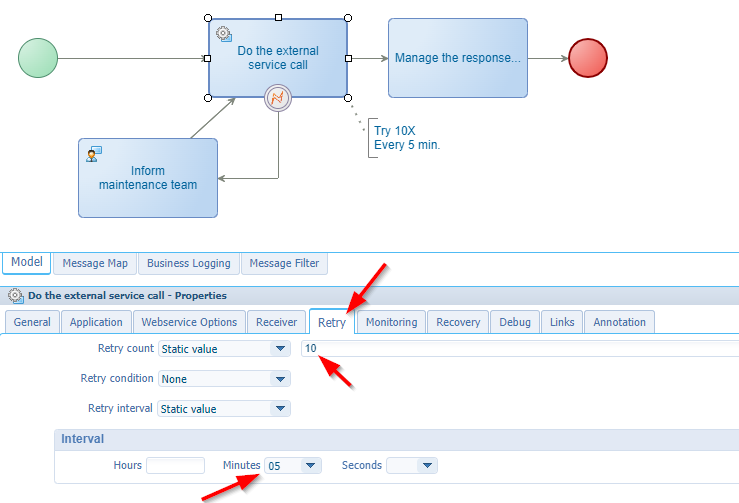 Do the external
service call
Manage the response...
Try 10X
Every 5 min.
Inform
maintenance team
Model Message Map Business Logging Message Filter
Do the external service call - Properties
General Application Webservice Options Receiver Retry Monitoring Recovery Debug Links Annotation
Retry count Static value 10
Retry condition None
Retry interval Static value
Interval
Hours Minutes 05 Seconds